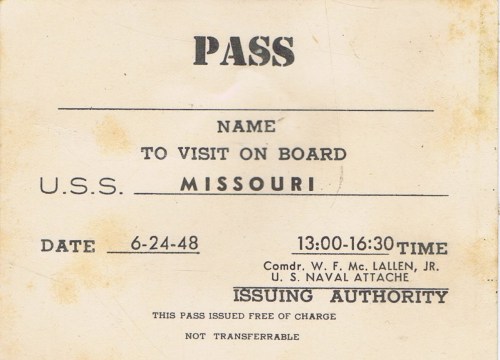 PASS
NAME
TO VISIT ON BOARD
U.S.S. MISSOURI
DATE 6-24-48 13:00-16:30 TIME
Comdr. W. F. Mc. LALLEN, JR.
U. S. NAVAL ATTACHE
ISSUING AUTHORITY
THIS PASS ISSUED FREE OF CHARGE
NOT TRANSFERRABLE